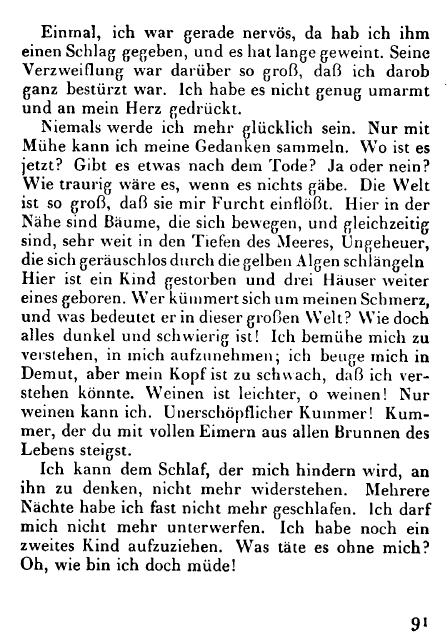 Einmal, ich war gerade nervös, da hab ich ihm
einen Schlag gegeben, und es hat lange geweint. Seine
Verzweiflung war darüber so groß, daß ich darob
ganz bestürzt war. Ich habe es nicht genug umarmt
und an mein Herz gedrückt.
Niemals werde ich mehr glücklich sein. Nur mit
Mühe kann ich meine Gedanken sammeln. Wo ist es
jetzt? Gibt es etwas nach dem Tode? Ja oder nein?
Wie traurig wäre es, wenn es nichts gäbe. Die Welt
ist so groß, daß sie mir Furcht einflößt. Hier in der
Nähe sind Bäume, die sich bewegen, und gleichzeitig
sind, sehr weit in den Tiefen des Meeres, Ungeheuer,
die sich geräuschlos durch die gelben Algen schlängeln
Hier ist ein Kind gestorben und drei Häuser weiter
eines geboren. Wer kümmert sich um meinen Schmerz,
und was bedeutet er in dieser großen Welt? Wie doch
alles dunkel und schwierig ist! Ich bemühe mich zu
verstehen, in mich aufzunehmen; ich beuge mich in
Demut, aber mein Kopf ist zu schwach, daß ich ver-
stehen könnte. Weinen ist leichter, o weinen! Nur
weinen kann ich. Unerschöpflicher Kummer! Kum-
mer, der du mit vollen Eimern aus allen Brunnen des
Lebens steigst.
Ich kann dem Schlaf, der mich hindern wird, an
ihn zu denken, nicht mehr widerstehen. Mehrere
Nächte habe ich fast nicht mehr geschlafen. Ich darf
mich nicht mehr unterwerfen. Ich habe noch ein
zweites Kind aufzuziehen. Was täte es ohne mich?
Oh, wie bin ich doch müde!
91